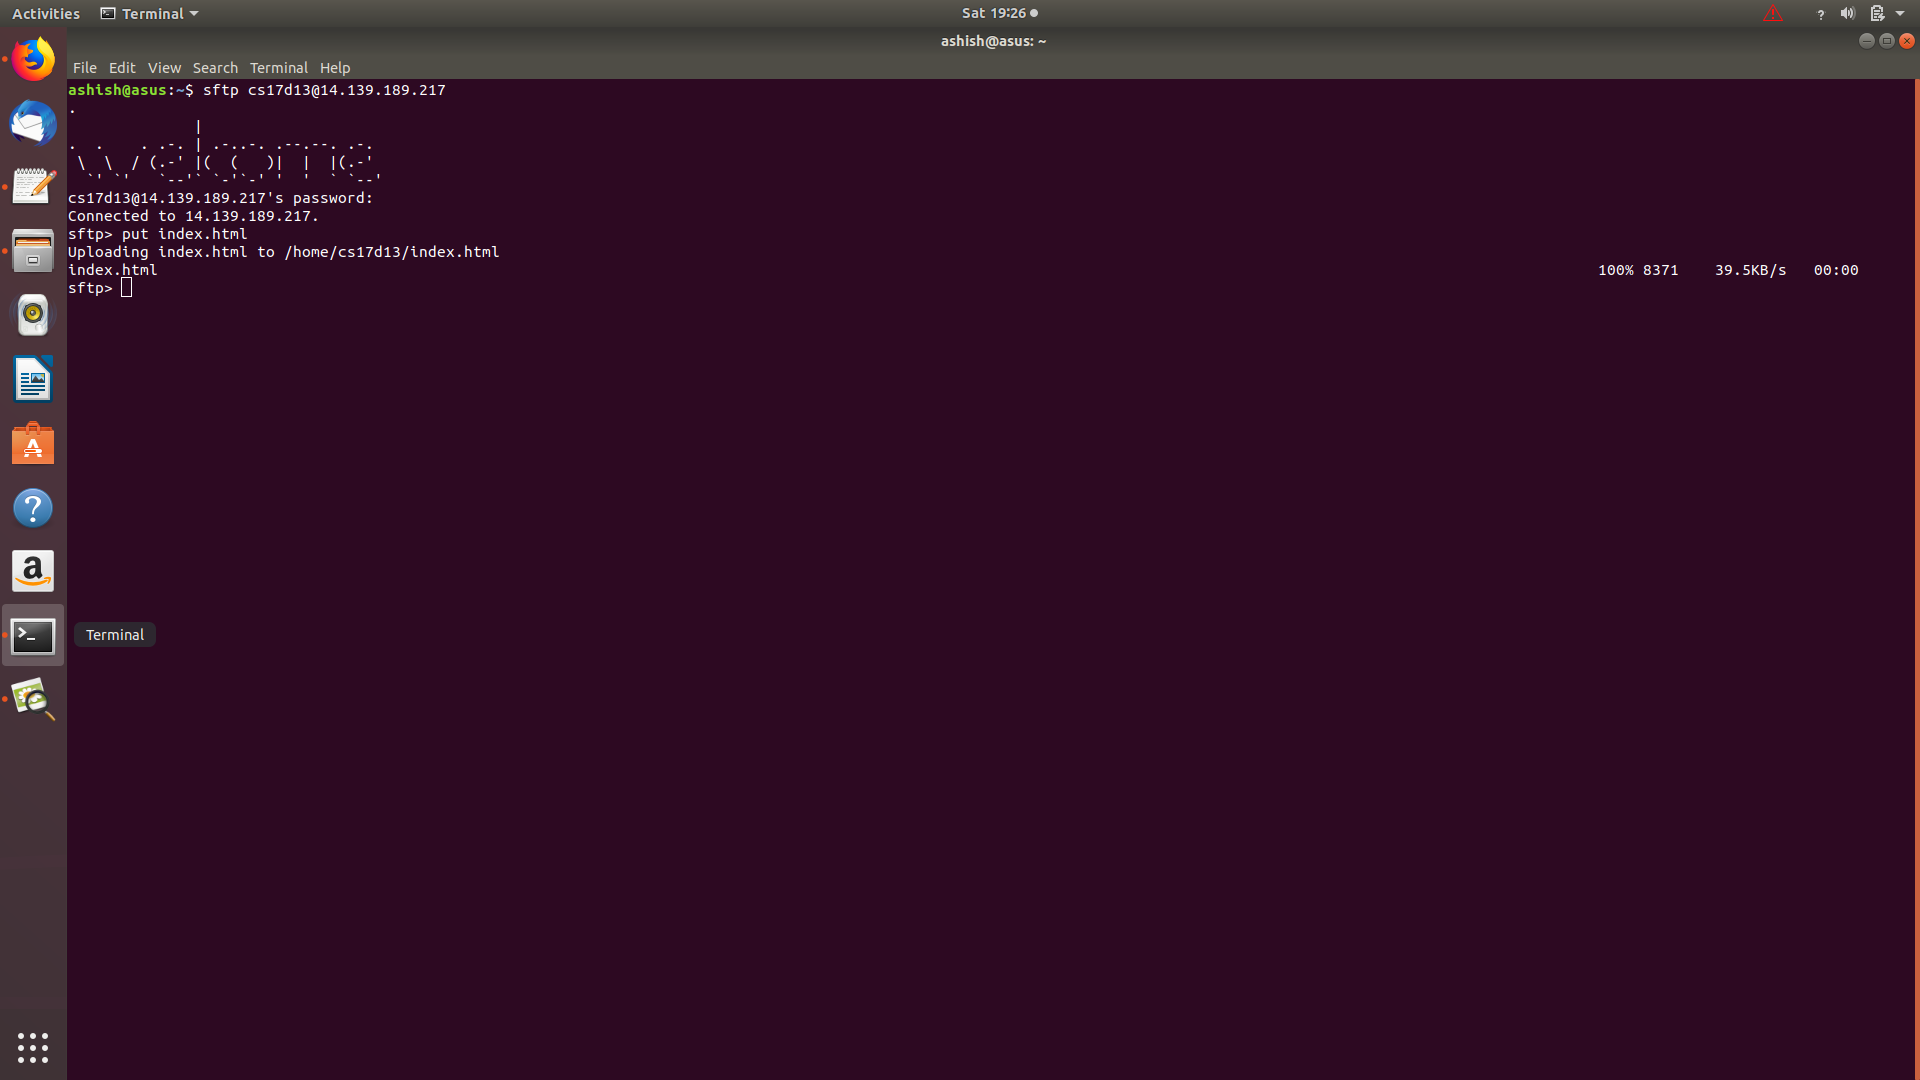 Activities Terminal Sat 19:26
ashish@asus: ~
File Edit View Search Terminal Help
ashish@asus:~$ sftp cs17d13@14.139.189.217
.
                |
.  .    . .-. | .-..-. .--.--. .-.
 \  \  / (.-' |(  (   )|  |  |(.-'
  `' `'   `--'` `-'`-' '  '  ` `--'
cs17d13@14.139.189.217's password:
Connected to 14.139.189.217.
sftp> put index.html
Uploading index.html to /home/cs17d13/index.html
index.html 100% 8371 39.5KB/s 00:00
sftp>
Terminal